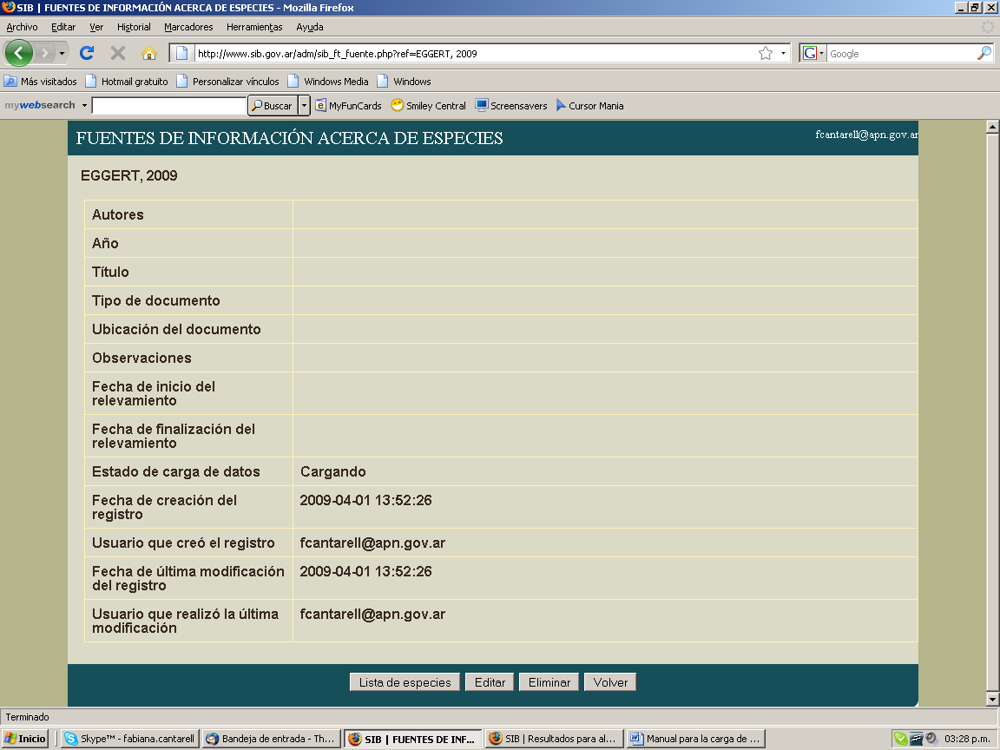 SIB | FUENTES DE INFORMACIÓN ACERCA DE ESPECIES - Mozilla Firefox
Archivo Editar Ver Historial Marcadores Herramientas Ayuda
http://www.sib.gov.ar/adm/sib_ft_fuente.php?ref=EGGERT, 2009
G Google
Más visitados Hotmail gratuito Personalizar vínculos Windows Media Windows
mywebsearch Buscar MyFunCards Smiley Central Screensavers Cursor Mania
FUENTES DE INFORMACIÓN ACERCA DE ESPECIES fcantarell@apn.gov.ar
EGGERT, 2009
Autores
Año
Título
Tipo de documento
Ubicación del documento
Observaciones
Fecha de inicio del
relevamiento
Fecha de finalización del
relevamiento
Estado de carga de datos Cargando
Fecha de creación del 2009-04-01 13:52:26
registro
Usuario que creó el registro fcantarell@apn.gov.ar
Fecha de última modificación 2009-04-01 13:52:26
del registro
Usuario que realizó la última fcantarell@apn.gov.ar
modificación
Lista de especies Editar Eliminar Volver
Terminado
Inicio Skype™ - fabiana.cantarell Bandeja de entrada - Th... SIB | FUENTES DE INF... SIB | Resultados para al... Manual para la carga de ... 03:28 p.m.